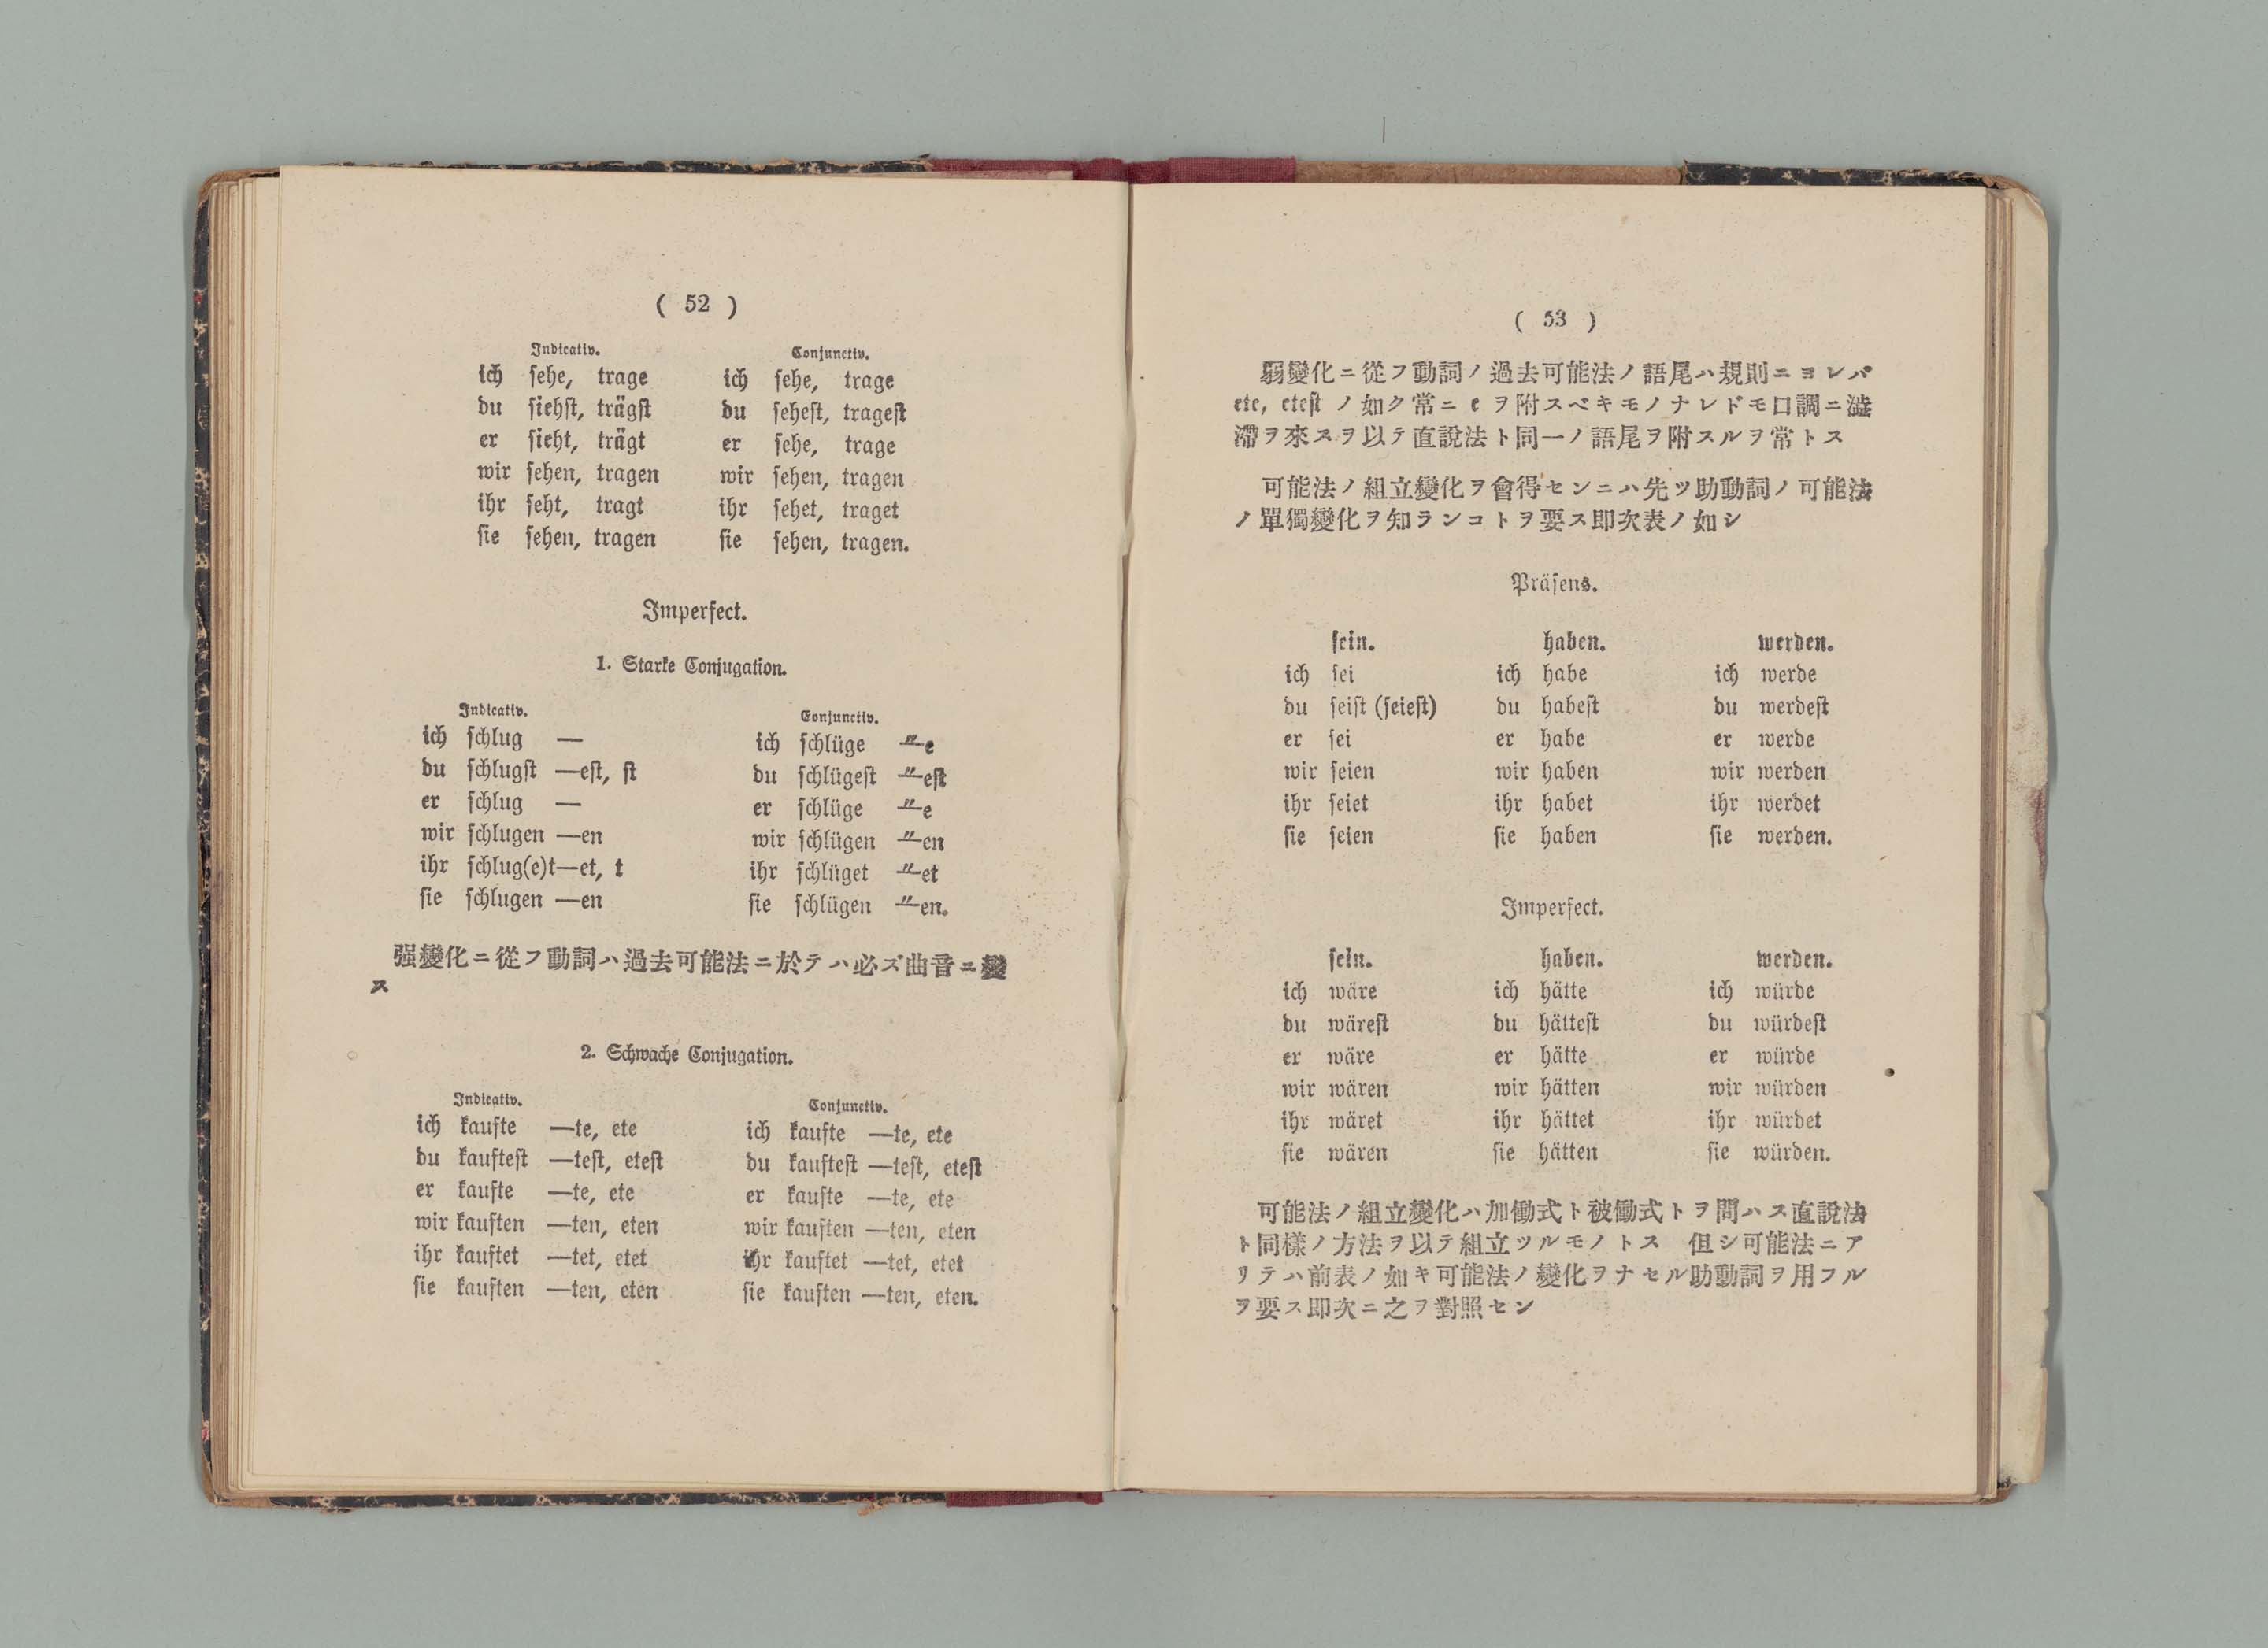 ( 52 )
Indicativ. Conjunctiv.
ich sehe, trage ich sehe, trage
du siehst, trägst du sehest, tragest
er sieht, trägt er sehe, trage
wir sehen, tragen wir sehen, tragen
ihr seht, tragt ihr sehet, traget
sie sehen, tragen sie sehen, tragen.
Imperfect.
1. Starke Conjugation.
Indicativ. Conjunctiv.
ich schlug — ich schlüge —̎e
du schlugst —est, st du schlügest —̎est
er schlug — er schlüge —̎e
wir schlugen —en wir schlügen —̎en
ihr schlug(e)t—et, t ihr schlüget —̎et
sie schlugen —en sie schlügen —̎en.
强變化ニ從フ動詞ハ過去可能法ニ於テハ必ズ曲音ニ變
ス
2. Schwache Conjugation.
Indicativ. Conjunctiv.
ich kaufte —te, ete ich kaufte —te, ete
du kauftest —test, etest du kauftest —test, etest
er kaufte —te, ete er kaufte —te, ete
wir kauften —ten, eten wir kauften —ten, eten
ihr kauftet —tet, etet ihr kauftet —tet, etet
sie kauften —ten, eten sie kauften —ten, eten.
( 53 )
弱變化ニ從フ動詞ノ過去可能法ノ語尾ハ規則ニヨレバ
ete, etest ノ如ク常ニ e ヲ附スベキモノナレドモ口調ニ澁
滯ヲ來スヲ以テ直說法ト同一ノ語尾ヲ附スルヲ常トス
可能法ノ組立變化ヲ會得センニハ先ツ助動詞ノ可能法
ノ單獨變化ヲ知ランコトヲ要ス即次表ノ如シ
Präsens.
sein. haben. werden.
ich sei ich habe ich werde
du seist (seiest) du habest du werdest
er sei er habe er werde
wir seien wir haben wir werden
ihr seiet ihr habet ihr werdet
sie seien sie haben sie werden.
Imperfect.
sein. haben. werden.
ich wäre ich hätte ich würde
du wärest du hättest du würdest
er wäre er hätte er würde
wir wären wir hätten wir würden
ihr wäret ihr hättet ihr würdet
sie wären sie hätten sie würden.
可能法ノ組立變化ハ加働式ト被働式トヲ問ハス直說法
ト同樣ノ方法ヲ以テ組立ツルモノトス 但シ可能法ニア
リテハ前表ノ如キ可能法ノ變化ヲナセル助動詞ヲ用フル
ヲ要ス即次ニ之ヲ對照セン